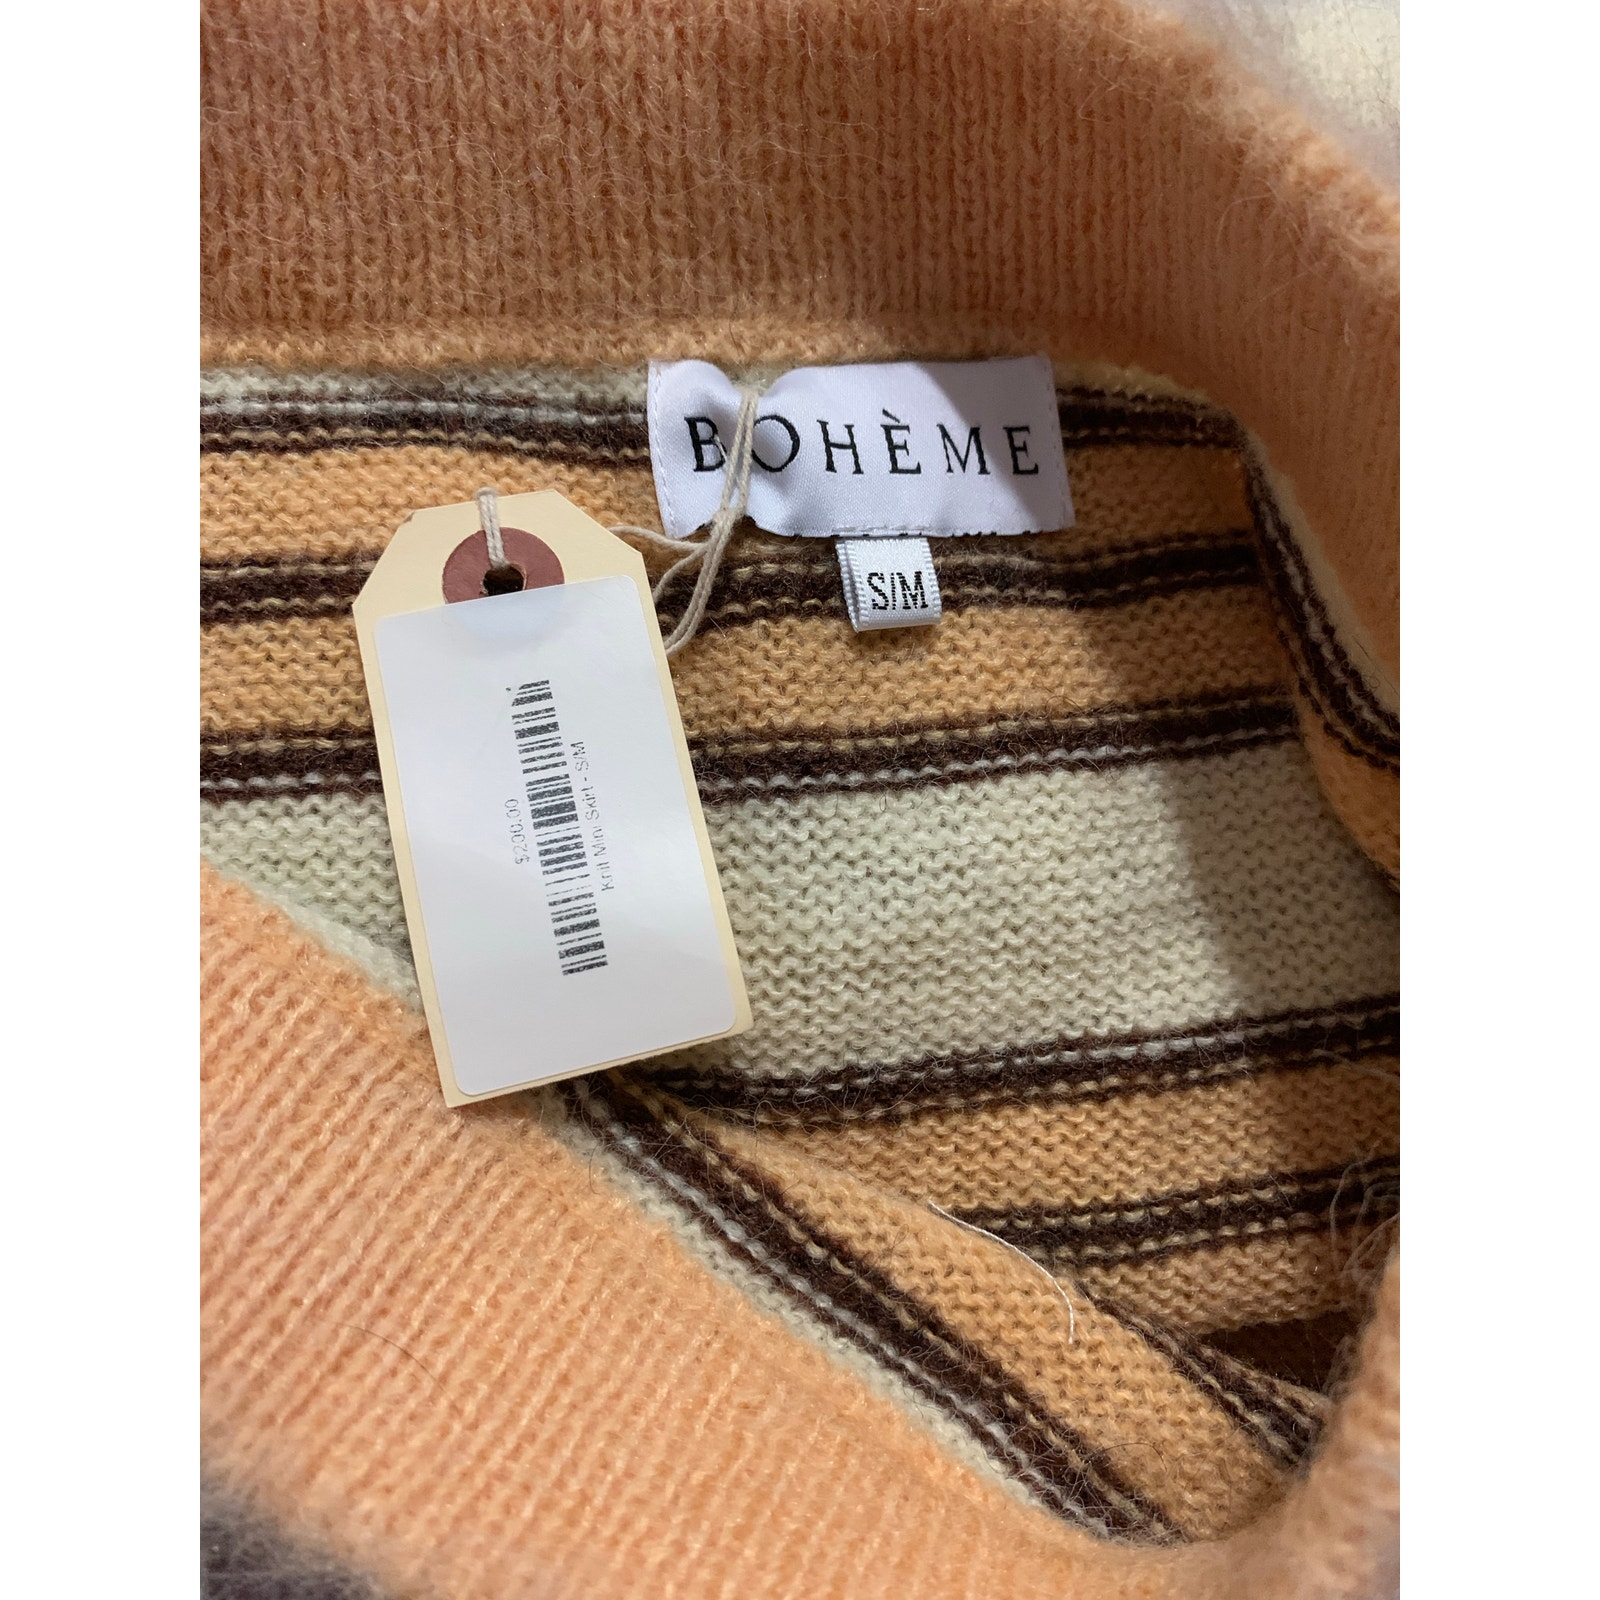 BOHÈME
S/M
$200.00
Knit Mini Skirt - S/M